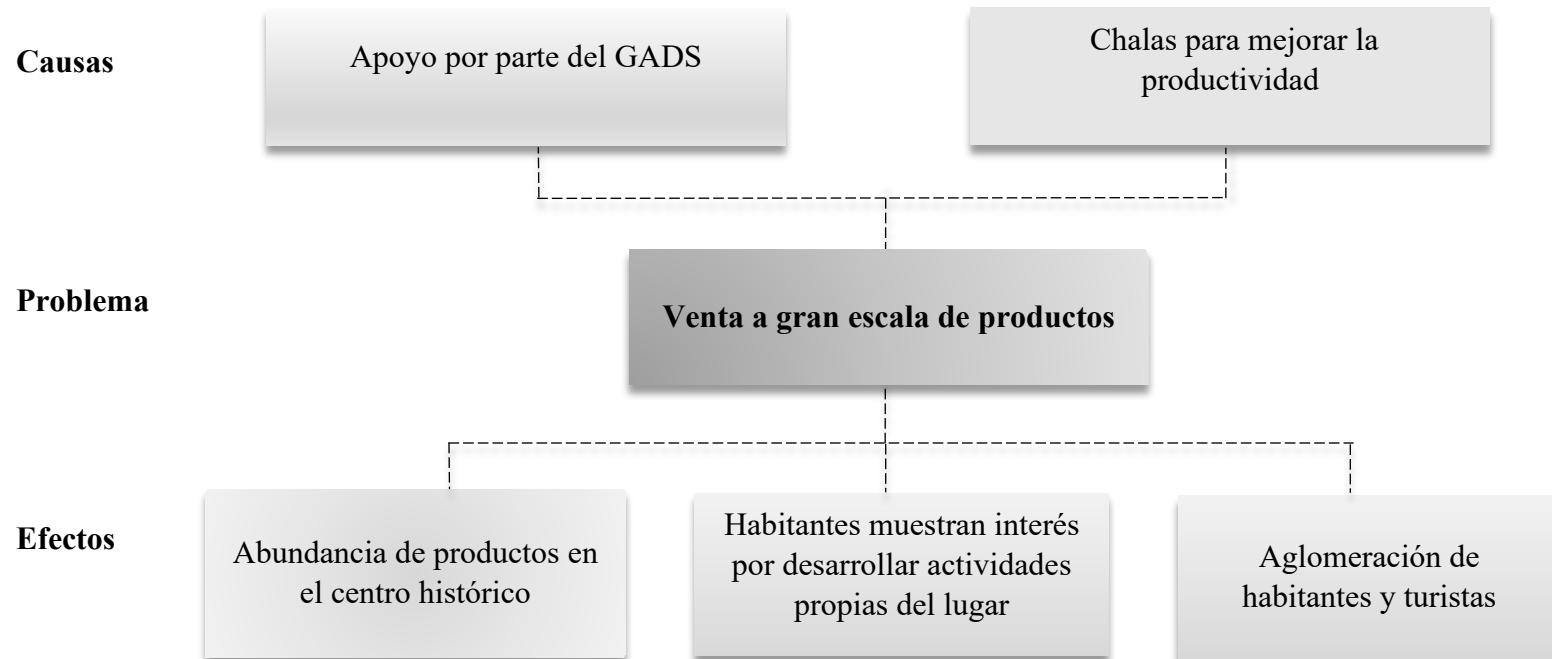 Causas
Apoyo por parte del GADS
Chalas para mejorar la
productividad
Problema
Venta a gran escala de productos
Efectos
Abundancia de productos en
el centro histórico
Habitantes muestran interés
por desarrollar actividades
propias del lugar
Aglomeración de
habitantes y turistas